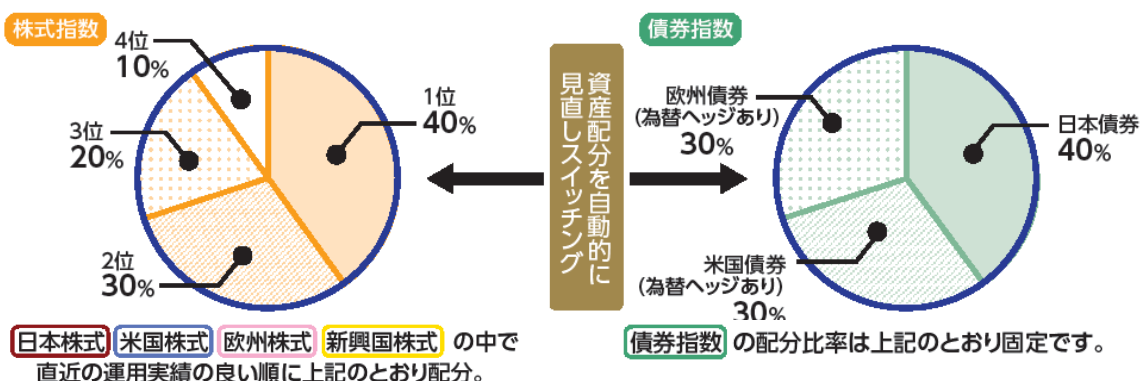 株式指数
4位
10%
1位
40%
3位
20%
2位
30%
日本株式 米国株式 欧州株式 新興国株式 の中で
直近の運用実績の良い順に上記のとおり配分。
資産配分を自動的に
見直しスイッチング
債券指数
欧州債券
(為替ヘッジあり)
30%
日本債券
40%
米国債券
(為替ヘッジあり)
30%
債券指数 の配分比率は上記のとおり固定です。